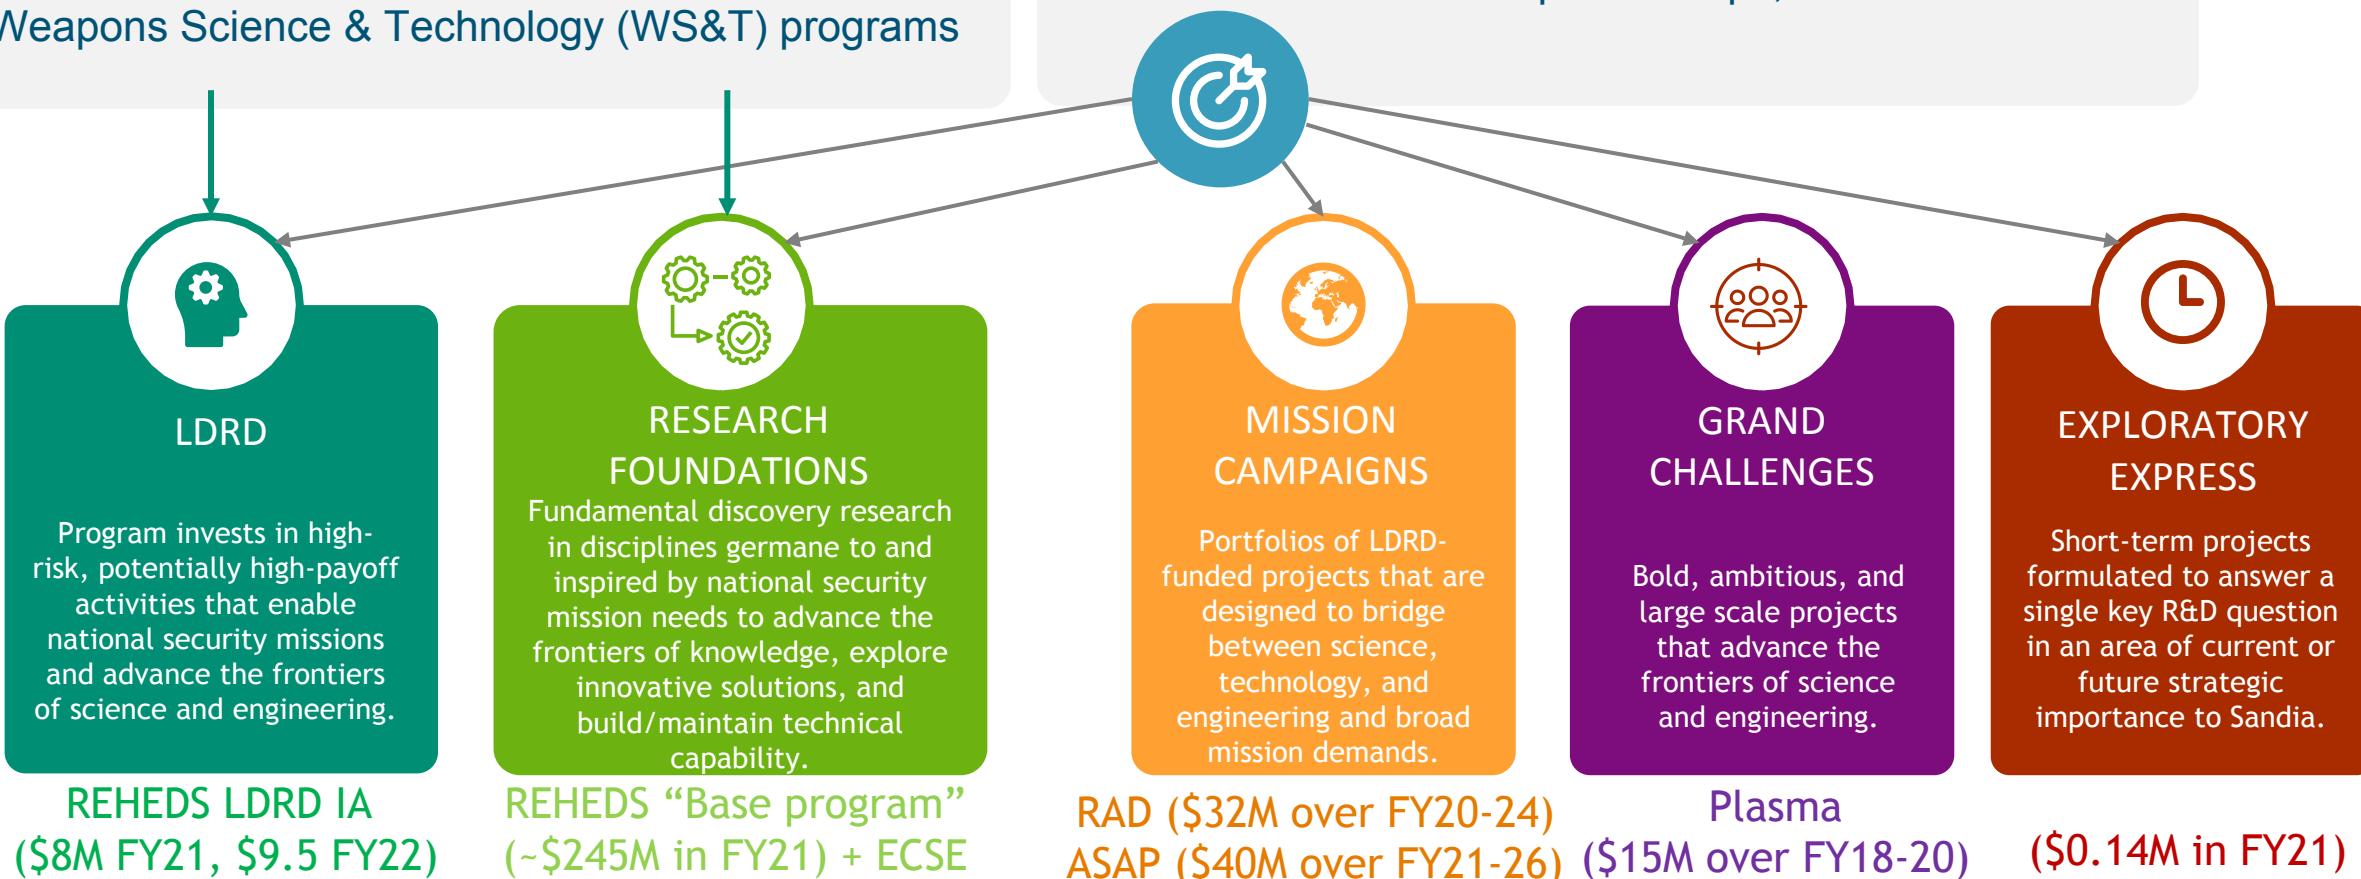 Weapons Science & Technology (WS&T) programs
LDRD
Program invests in high-
risk, potentially high-payoff
activities that enable
national security missions
and advance the frontiers
of science and engineering.
REHEDS LDRD IA
($8M FY21, $9.5 FY22)
RESEARCH
FOUNDATIONS
Fundamental discovery research
in disciplines germane to and
inspired by national security
mission needs to advance the
frontiers of knowledge, explore
innovative solutions, and
build/maintain technical
capability.
REHEDS “Base program”
(~$245M in FY21) + ECSE
MISSION
CAMPAIGNS
Portfolios of LDRD-
funded projects that are
designed to bridge
between science,
technology, and
engineering and broad
mission demands.
RAD ($32M over FY20-24)
ASAP ($40M over FY21-26)
GRAND
CHALLENGES
Bold, ambitious, and
large scale projects
that advance the
frontiers of science
and engineering.
Plasma
($15M over FY18-20)
EXPLORATORY
EXPRESS
Short-term projects
formulated to answer a
single key R&D question
in an area of current or
future strategic
importance to Sandia.
($0.14M in FY21)